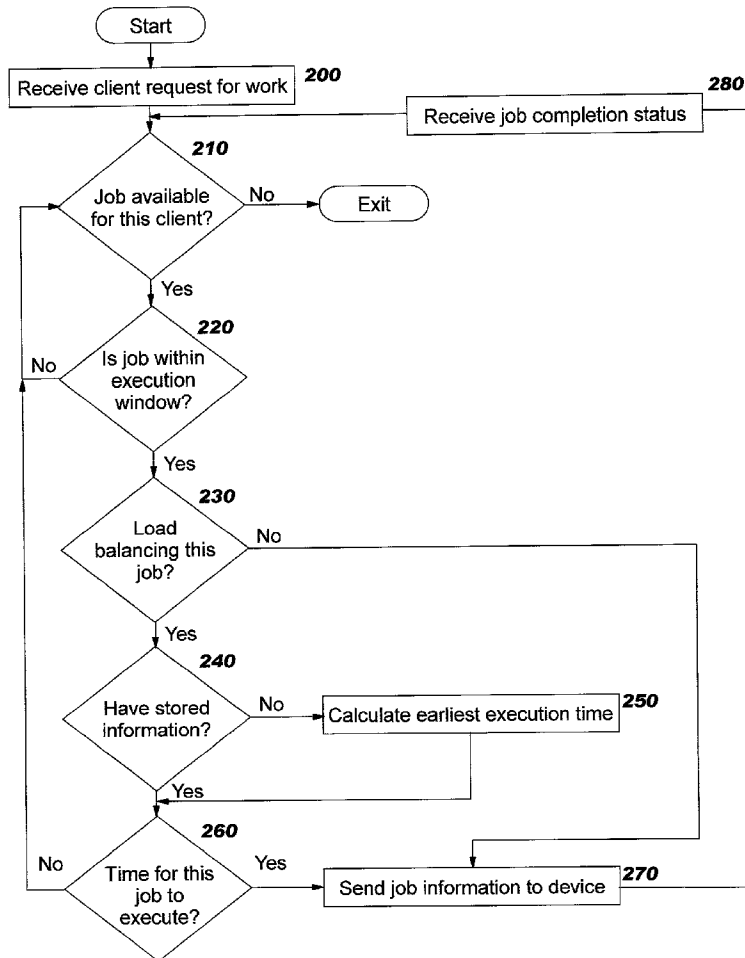 Start
200
Receive client request for work
280
Receive job completion status
210
Job available
for this client?
No
Exit
Yes
220
No
Is job within
execution
window?
Yes
230
Load
balancing this
job?
No
Yes
240
Have stored
information?
No
250
Calculate earliest execution time
Yes
260
No
Time for this
job to
execute?
Yes
270
Send job information to device